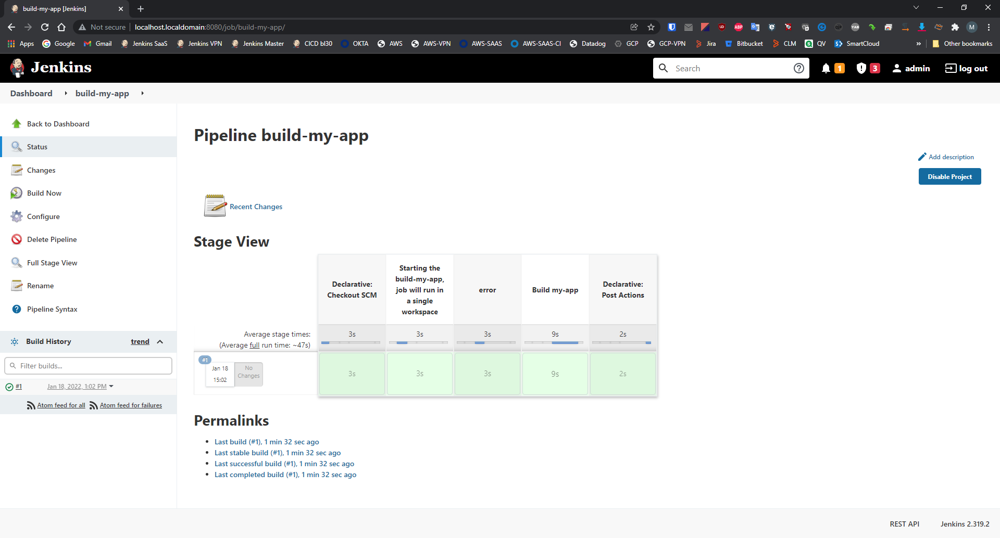 build-my-app [Jenkins]
Not secure
localhost.localdomain:8080/job/build-my-app/
UD
ABP
CSP
YAB
M
Apps
Google
Gmail
Jenkins SaaS
Jenkins VPN
Jenkins Master
CICD bl30
OKTA
AWS
AWS-VPN
AWS-SAAS
AWS-SAAS-CI
Datadog
GCP
GCP-VPN
Jira
Bitbucket
CLM
QV
SmartCloud
»
Other bookmarks
Jenkins
Search
1
3
admin
log out
Dashboard
build-my-app
Back to Dashboard
Status
Changes
Build Now
Configure
Delete Pipeline
Full Stage View
Rename
Pipeline Syntax
Build History
trend
Filter builds...
#1
Jan 18, 2022, 1:02 PM
Atom feed for all
Atom feed for failures
Pipeline build-my-app
Add description
Disable Project
Recent Changes
Stage View
Declarative:
Checkout SCM
Starting the
build-my-app,
job will run in
a single
workspace
error
Build my-app
Declarative:
Post Actions
Average stage times:
(Average full run time: ~47s)
3s
3s
3s
9s
2s
#1
Jan 18
15:02
No
Changes
3s
3s
3s
9s
2s
Permalinks
Last build (#1), 1 min 32 sec ago
Last stable build (#1), 1 min 32 sec ago
Last successful build (#1), 1 min 32 sec ago
Last completed build (#1), 1 min 32 sec ago
REST API
Jenkins 2.319.2